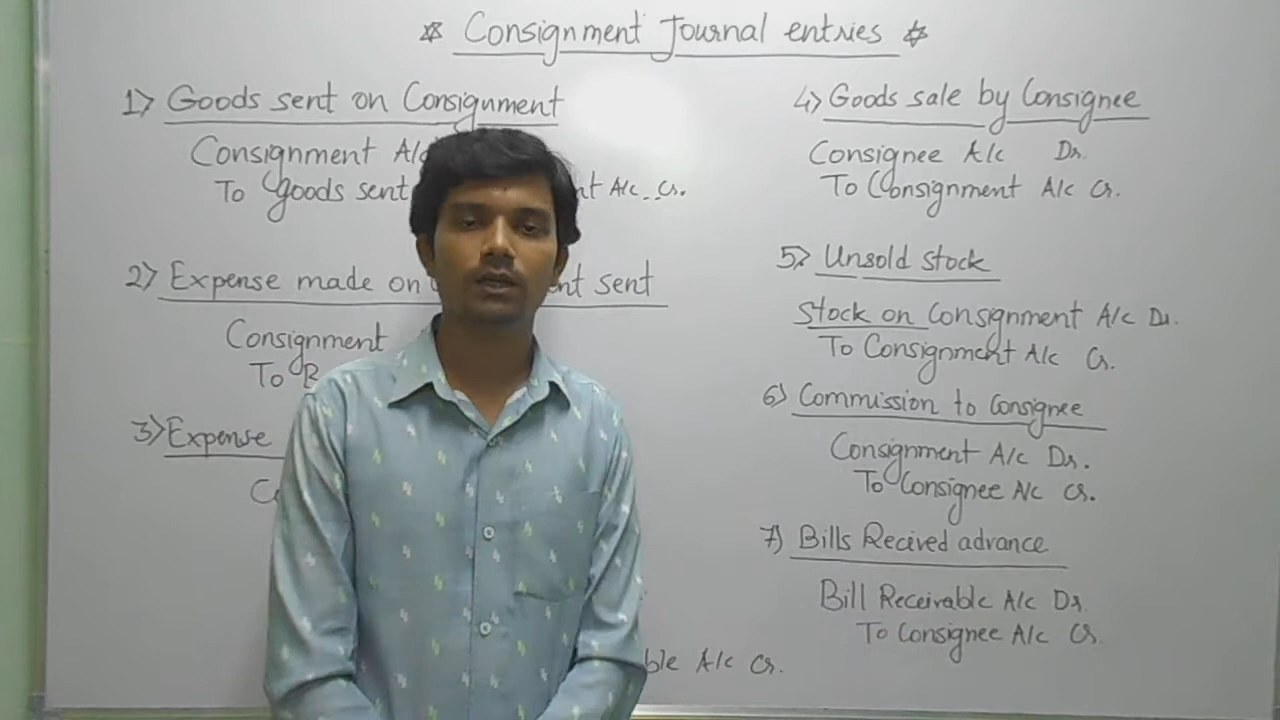 ☆ Consignment Journal entries ☆
1) Goods sent on Consignment
Consignment A/c
To Goods sent A/c Cr.
2) Expense made on sent
Consignment
To
3) Expense
4) Goods sale by Consignee
Consignee A/c Dr.
To Consignment A/c Cr.
5) Unsold stock
Stock on Consignment A/c Dr.
To Consignment A/c Cr.
6) Commission to Consignee
Consignment A/c Dr.
To Consignee A/c Cr.
7) Bills Recived advance
Bill Receivable A/c Dr.
To Consignee A/c Cr.
A/c Cr.